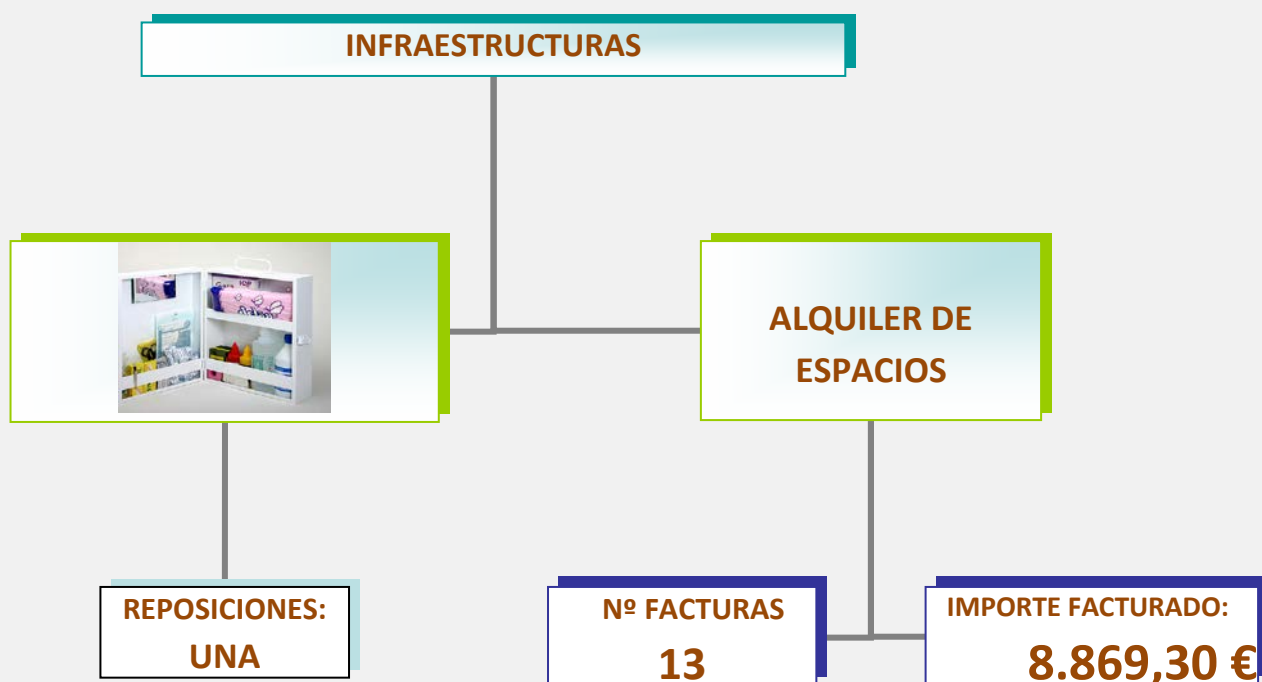 INFRAESTRUCTURAS
ALQUILER DE
ESPACIOS
REPOSICIONES:
UNA
Nº FACTURAS
13
IMPORTE FACTURADO:
8.869,30 €